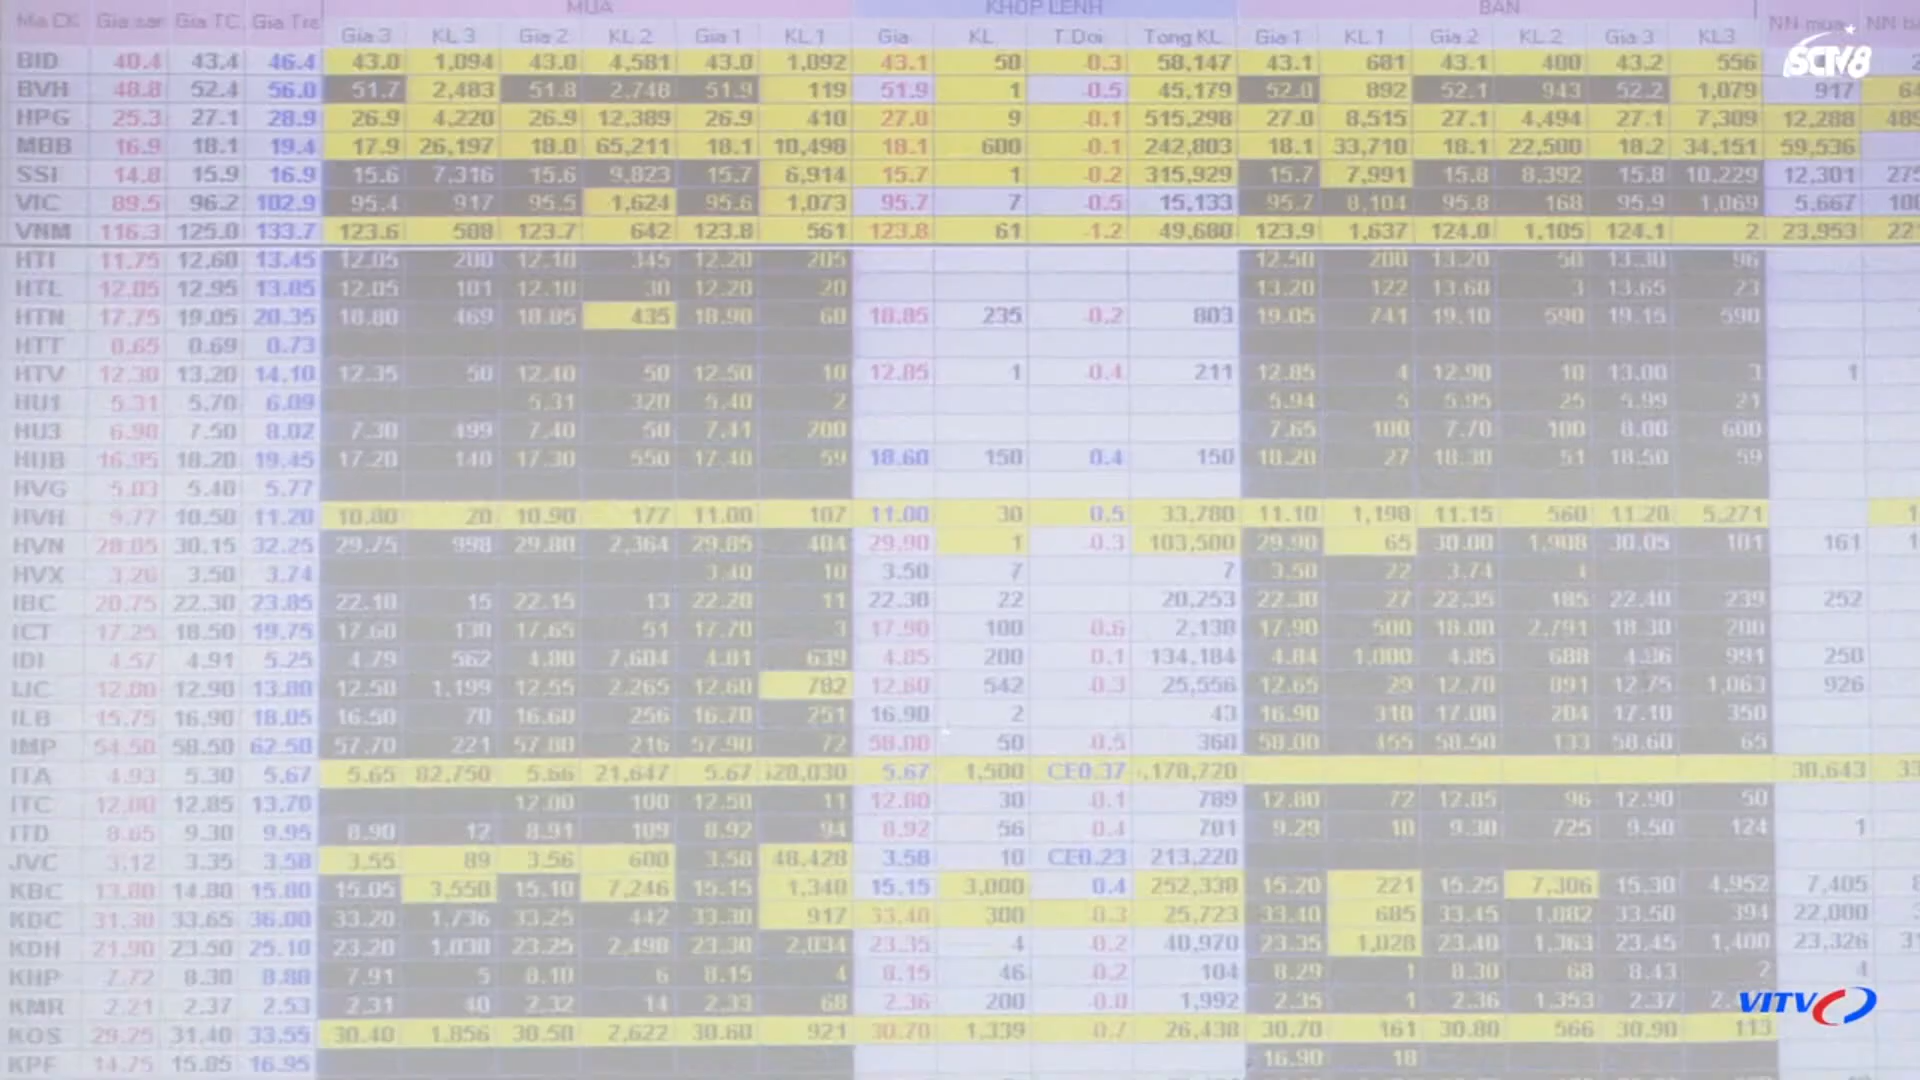 Ma CK Gia san Gia TC Gia Tra MUA KHOP LENH BAN NN mua
Gia 3 KL 3 Gia 2 KL 2 Gia 1 KL 1 Gia KL T.Doi Tong KL Gia 1 KL 1 Gia 2 KL 2 Gia 3 KL3
SCTV8
BID 40.4 43.4 46.4 43.0 1,094 43.0 4,581 43.0 1,092 43.1 50 -0.3 58,147 43.1 681 43.1 400 43.2 556
BVH 48.8 52.4 56.0 51.7 2,483 51.8 2,748 51.9 119 51.9 1 -0.5 45,179 52.0 892 52.1 943 52.2 1,079 917
HPG 25.3 27.1 28.9 26.9 4,220 26.9 12,389 26.9 410 27.0 9 -0.1 515,298 27.0 8,515 27.1 4,494 27.1 7,309 12,288
MBB 16.9 18.1 19.4 17.9 26,197 18.0 65,211 18.1 10,498 18.1 600 -0.1 242,803 18.1 33,710 18.1 22,500 18.2 34,151 59,536
SSI 14.8 15.9 16.9 15.6 7,316 15.6 9,823 15.7 6,914 15.7 1 -0.2 315,929 15.7 7,991 15.8 8,392 15.8 10,229 12,301
VIC 89.5 96.2 102.9 95.4 917 95.5 1,624 95.6 1,073 95.7 7 -0.5 15,133 95.7 8,104 95.8 168 95.9 1,069 5,667
VNM 116.3 125.0 133.7 123.6 508 123.7 642 123.8 561 123.8 61 -1.2 49,680 123.9 1,637 124.0 1,105 124.1 2 23,953
HTI 11.75 12.60 13.45 12.05 200 12.10 345 12.20 205 12.50 200 13.20 50 13.30 96
HTL 12.05 12.95 13.85 12.05 101 12.10 30 12.20 20 13.20 122 13.60 3 13.65 23
HTN 17.75 19.05 20.35 18.80 469 18.85 435 18.90 60 18.85 235 -0.2 803 19.05 741 19.10 590 19.15 590
HTT 0.65 0.69 0.73
HTV 12.30 13.20 14.10 12.35 50 12.40 50 12.50 10 12.85 1 -0.4 211 12.85 4 12.90 10 13.00 3 1
HU1 5.31 5.70 6.09 5.31 320 5.40 2 5.94 5 5.95 25 5.99 21
HU3 6.98 7.50 8.02 7.30 499 7.40 50 7.41 200 7.65 100 7.70 100 8.00 600
HUB 16.95 18.20 19.45 17.20 140 17.30 550 17.40 59 18.60 150 0.4 150 18.20 27 18.30 51 18.50 59
HVG 5.03 5.40 5.77
HVH 9.77 10.50 11.20 10.80 20 10.90 177 11.00 107 11.00 30 0.5 33,780 11.10 1,190 11.15 560 11.20 5,271
HVN 28.05 30.15 32.25 29.75 998 29.80 2,364 29.85 404 29.90 1 -0.3 103,500 29.90 65 30.00 1,908 30.05 101 161
HVX 3.26 3.50 3.74 3.40 10 3.50 7 7 3.50 22 3.74 1
IBC 20.75 22.30 23.85 22.10 15 22.15 13 22.20 11 22.30 22 20,253 22.30 27 22.35 185 22.40 239 252
ICT 17.25 18.50 19.75 17.60 130 17.65 51 17.70 3 17.90 100 -0.6 2,130 17.90 500 18.00 2,791 18.30 200
IDI 4.57 4.91 5.25 4.79 562 4.80 7,604 4.81 639 4.85 200 -0.1 134,184 4.84 1,000 4.85 688 4.86 991 250
IJC 12.00 12.90 13.80 12.50 1,199 12.55 2,265 12.60 782 12.60 542 -0.3 25,556 12.65 29 12.70 891 12.75 1,063 926
ILB 15.75 16.90 18.05 16.50 70 16.60 256 16.70 251 16.90 2 43 16.90 310 17.00 204 17.10 350
IMP 54.50 58.50 62.50 57.70 221 57.80 216 57.90 72 58.00 50 -0.5 360 58.00 455 58.50 133 58.60 65
ITA 4.93 5.30 5.67 5.65 82,750 5.66 21,647 5.67 5.67 1,500 CE0.37 30,643
ITC 12.00 12.85 13.70 12.00 100 12.50 11 12.80 30 -0.1 789 12.80 72 12.85 96 12.90 50
ITD 8.65 9.30 9.95 8.90 12 8.91 109 8.92 94 8.92 56 -0.4 701 9.29 10 9.30 725 9.50 124 1
JVC 3.12 3.35 3.58 3.55 89 3.56 600 3.58 48,428 3.58 10 CE0.23 213,220
KBC 13.80 14.80 15.80 15.05 3,550 15.10 7,246 15.15 1,340 15.15 3,000 0.4 252,330 15.20 221 15.25 7,306 15.30 4,952 7,405
KDC 31.30 33.65 36.00 33.20 1,736 33.25 442 33.30 917 33.40 300 -0.3 25,723 33.40 685 33.45 1,082 33.50 394 22,000
KDH 21.90 23.50 25.10 23.20 1,030 23.25 2,490 23.30 2,034 23.35 4 -0.2 40,970 23.35 1,028 23.40 1,363 23.45 1,400 23,326
KHP 7.72 8.30 8.88 7.91 5 8.10 6 8.15 4 8.15 46 -0.2 104 8.29 1 8.30 68 8.43 2 4
KMR 2.21 2.37 2.53 2.31 40 2.32 14 2.33 68 2.36 200 -0.0 1,992 2.35 1 2.36 1,353 2.37
VITV
KOS 29.25 31.40 33.55 30.40 1,856 30.50 2,622 30.60 921 30.70 1,339 -0.7 26,430 30.70 161 30.80 566 30.90 113
KPF 14.75 15.85 16.95 16.90 18